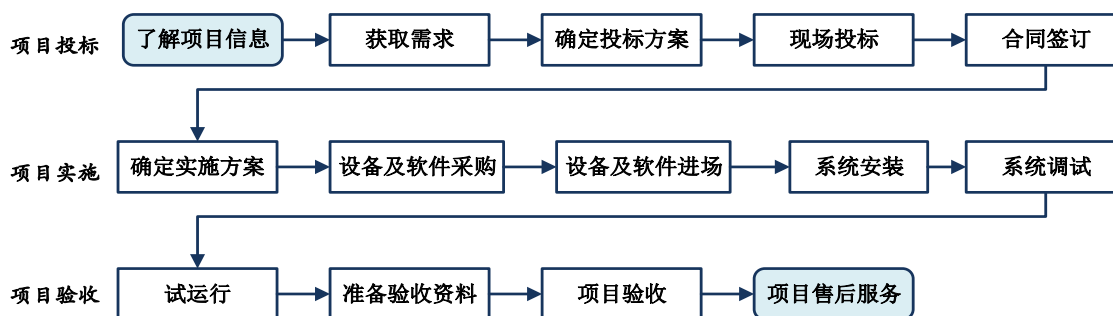 项目投标
了解项目信息
获取需求
确定投标方案
现场投标
合同签订
项目实施
确定实施方案
设备及软件采购
设备及软件进场
系统安装
系统调试
项目验收
试运行
准备验收资料
项目验收
项目售后服务